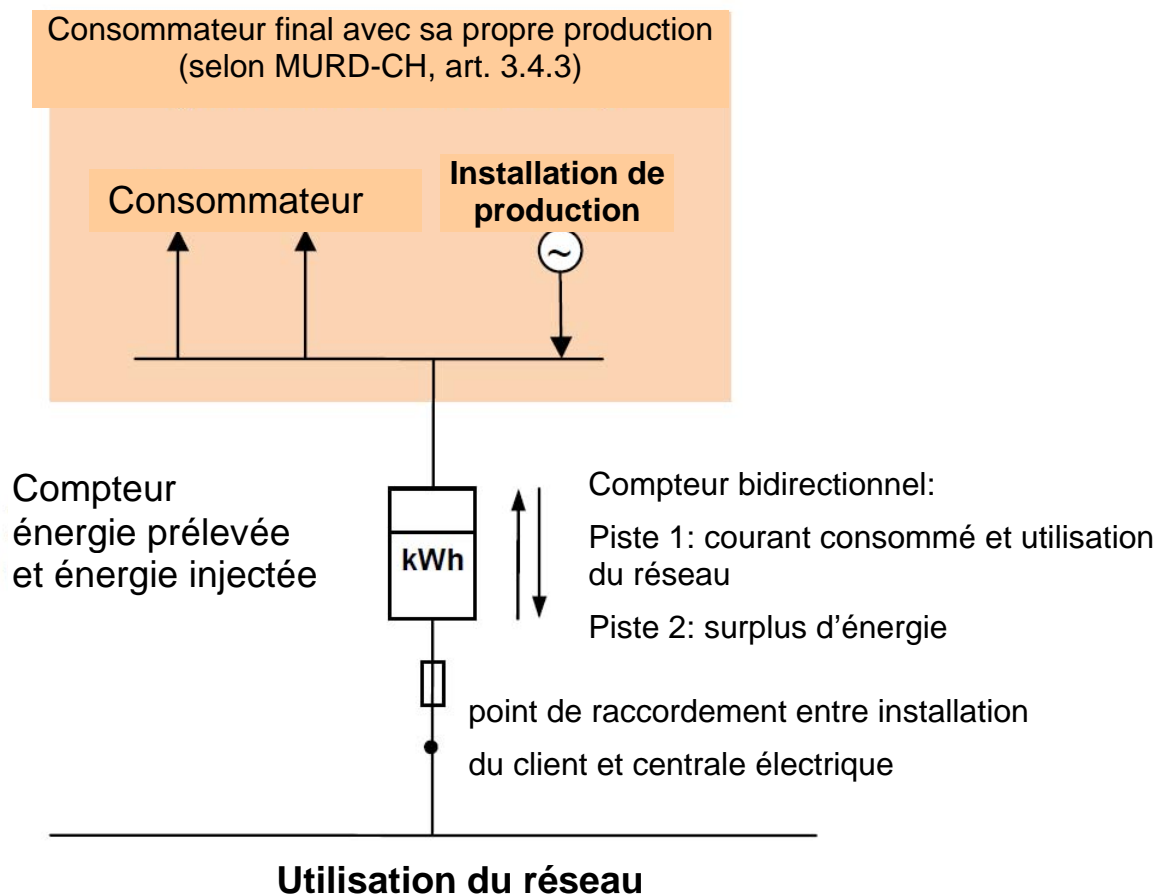 Consommateur final avec sa propre production
(selon MURD-CH, art. 3.4.3)
Consommateur
Installation de
production
~
Compteur
énergie prélevée
et énergie injectée
kWh
Compteur bidirectionnel:
Piste 1: courant consommé et utilisation
du réseau
Piste 2: surplus d’énergie
point de raccordement entre installation
du client et centrale électrique
Utilisation du réseau